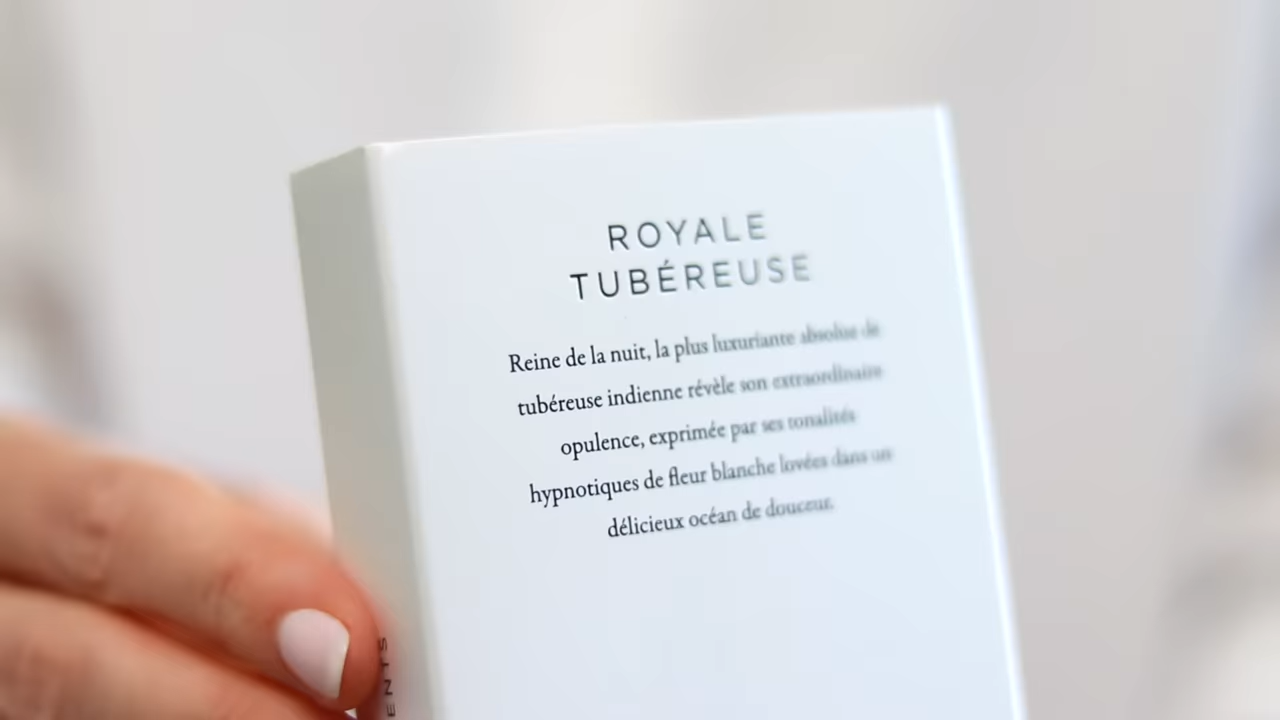 ROYALE
TUBÉREUSE
Reine de la nuit, la plus luxuriante absolue de
tubéreuse indienne révèle son extraordinaire
opulence, exprimée par ses tonalités
hypnotiques de fleur blanche lovées dans un
délicieux océan de douceur.
ENTS